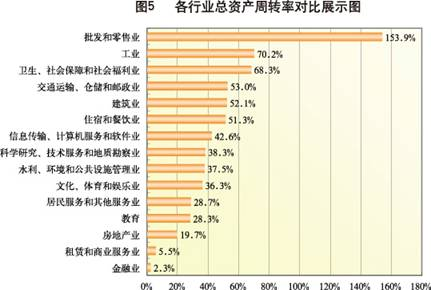 图5 各行业总资产周转率对比展示图
批发和零售业 153.9%
工业 70.2%
卫生、社会保障和社会福利业 68.3%
交通运输、仓储和邮政业 53.0%
建筑业 52.1%
住宿和餐饮业 51.3%
信息传输、计算机服务和软件业 42.6%
科学研究、技术服务和地质勘察业 38.3%
水利、环境和公共设施管理业 37.5%
文化、体育和娱乐业 36.3%
居民服务和其他服务业 28.7%
教育 28.3%
房地产业 19.7%
租赁和商业服务业 5.5%
金融业 2.3%
0% 20% 40% 60% 80% 100% 120% 140% 160% 180%